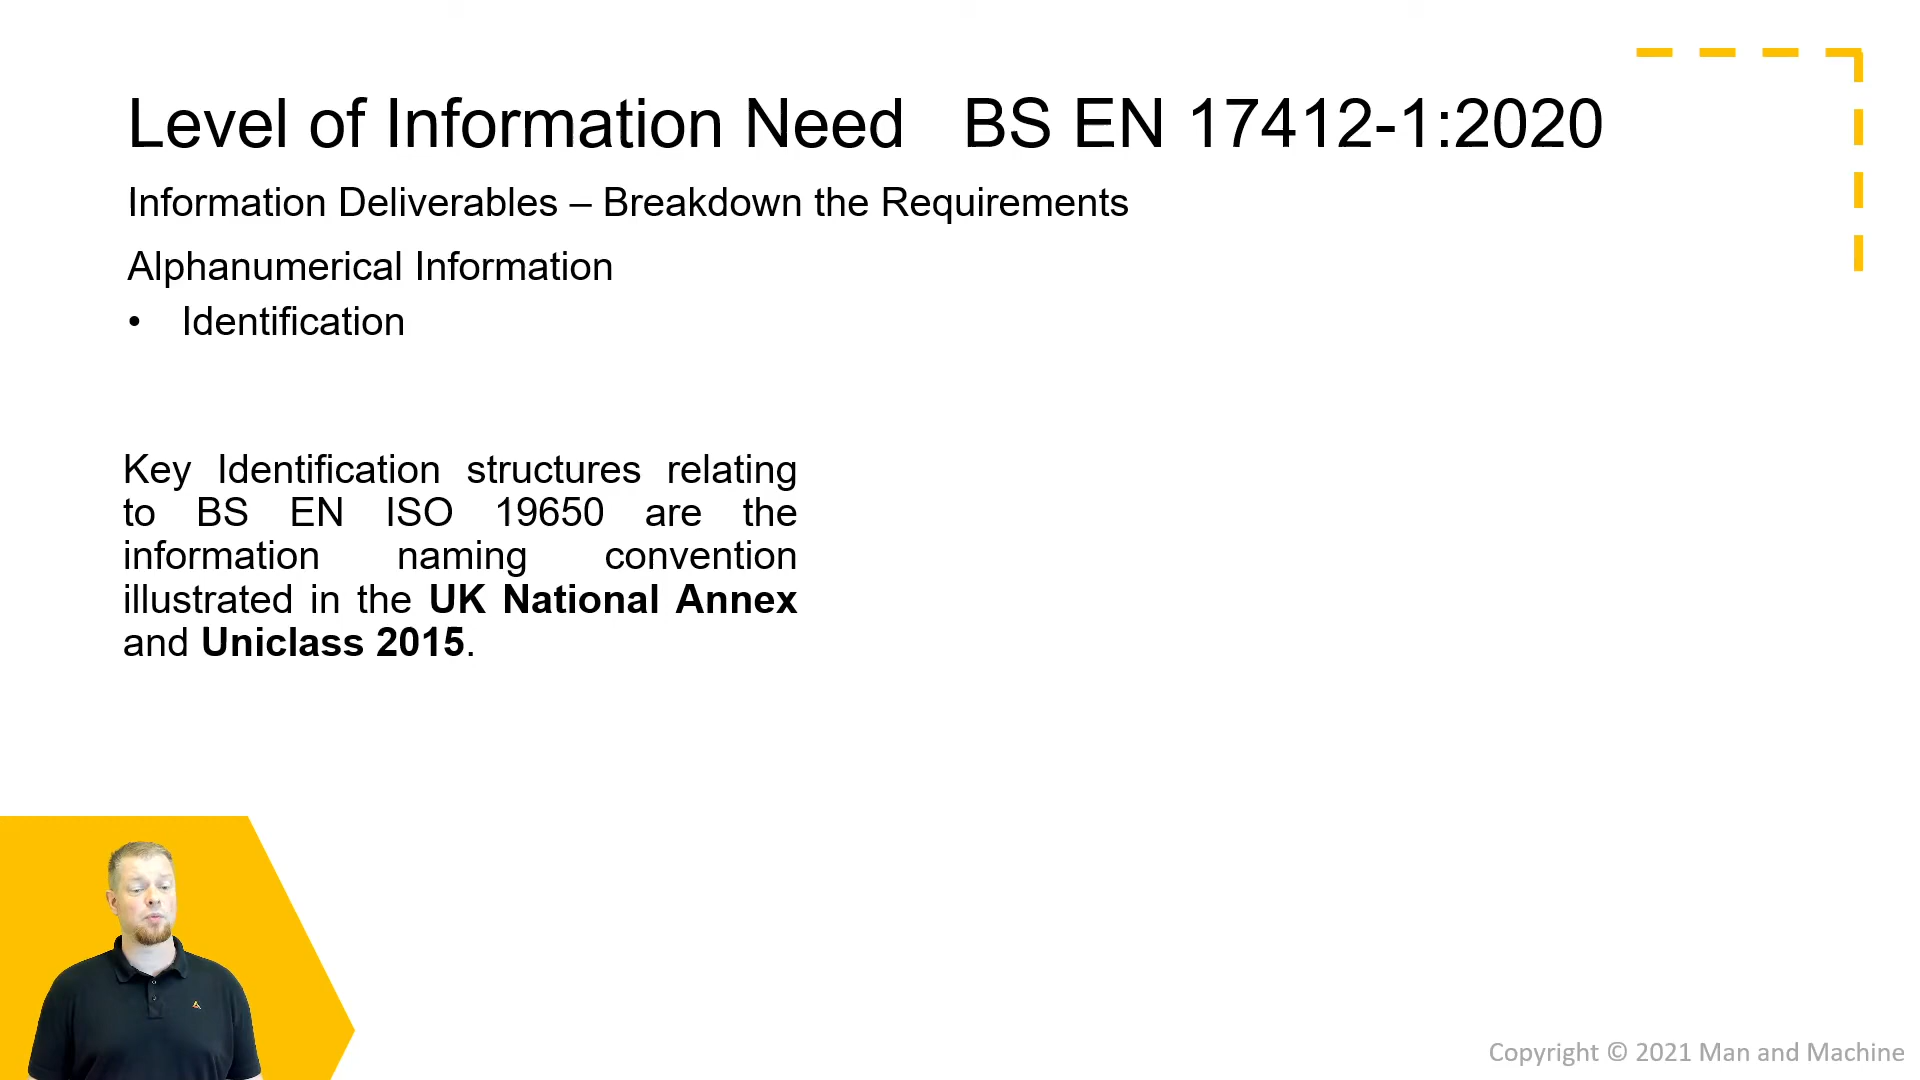 Level of Information Need BS EN 17412-1:2020
Information Deliverables – Breakdown the Requirements
Alphanumerical Information
• Identification
Key Identification structures relating
to BS EN ISO 19650 are the
information naming convention
illustrated in the UK National Annex
and Uniclass 2015.
Copyright © 2021 Man and Machine